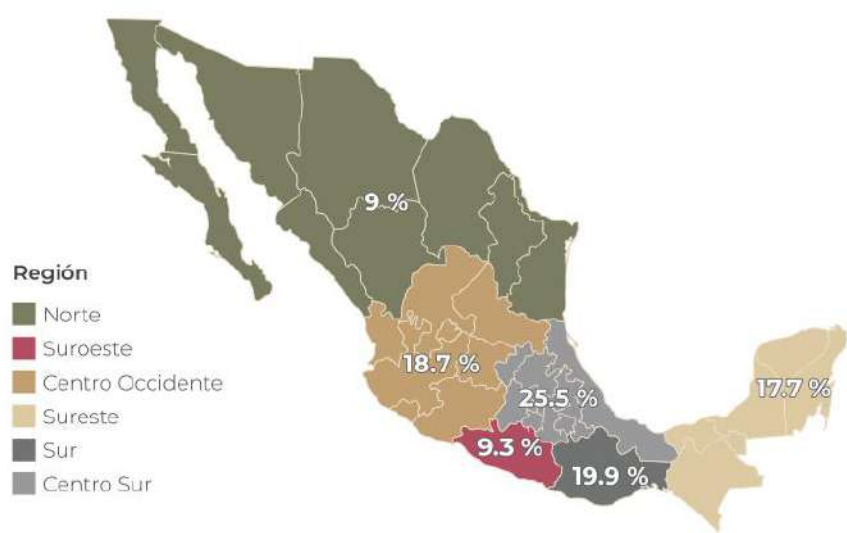 9 %
Región
Norte
Suroeste
Centro Occidente
Sureste
Sur
Centro Sur
18.7 %
17.7 %
25.5 %
9.3 %
19.9 %